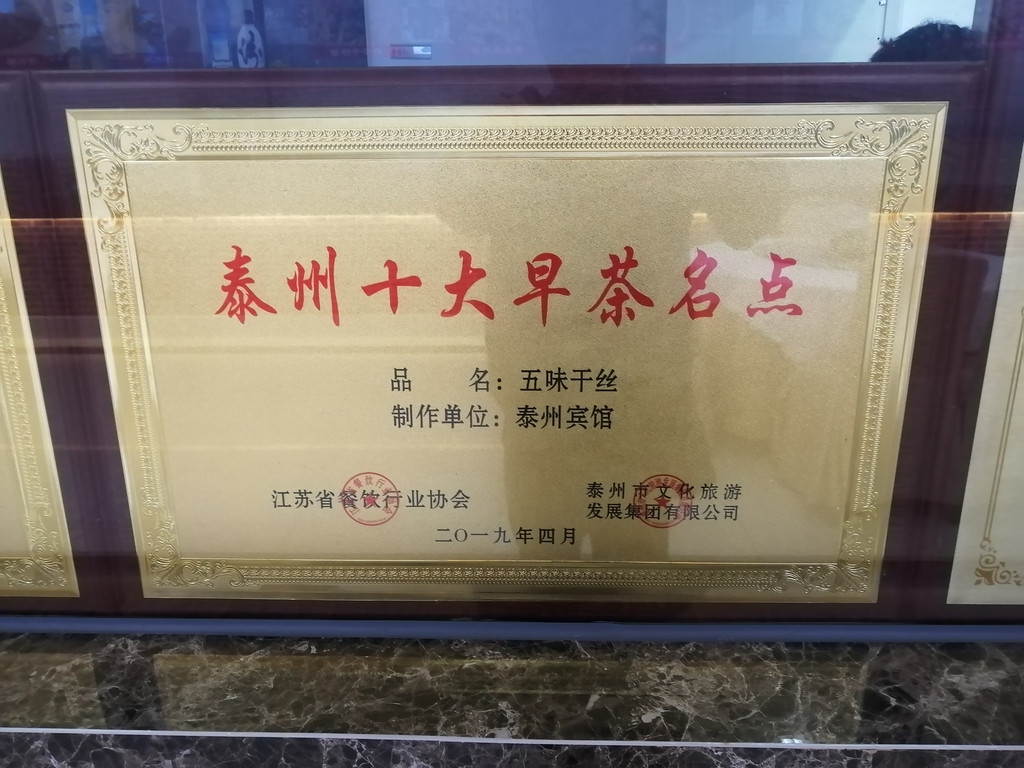 泰州十大早茶名点
品 名：五味干丝
制作单位：泰州宾馆
江苏省餐饮行业协会
泰州市文化旅游
发展集团有限公司
二〇一九年四月